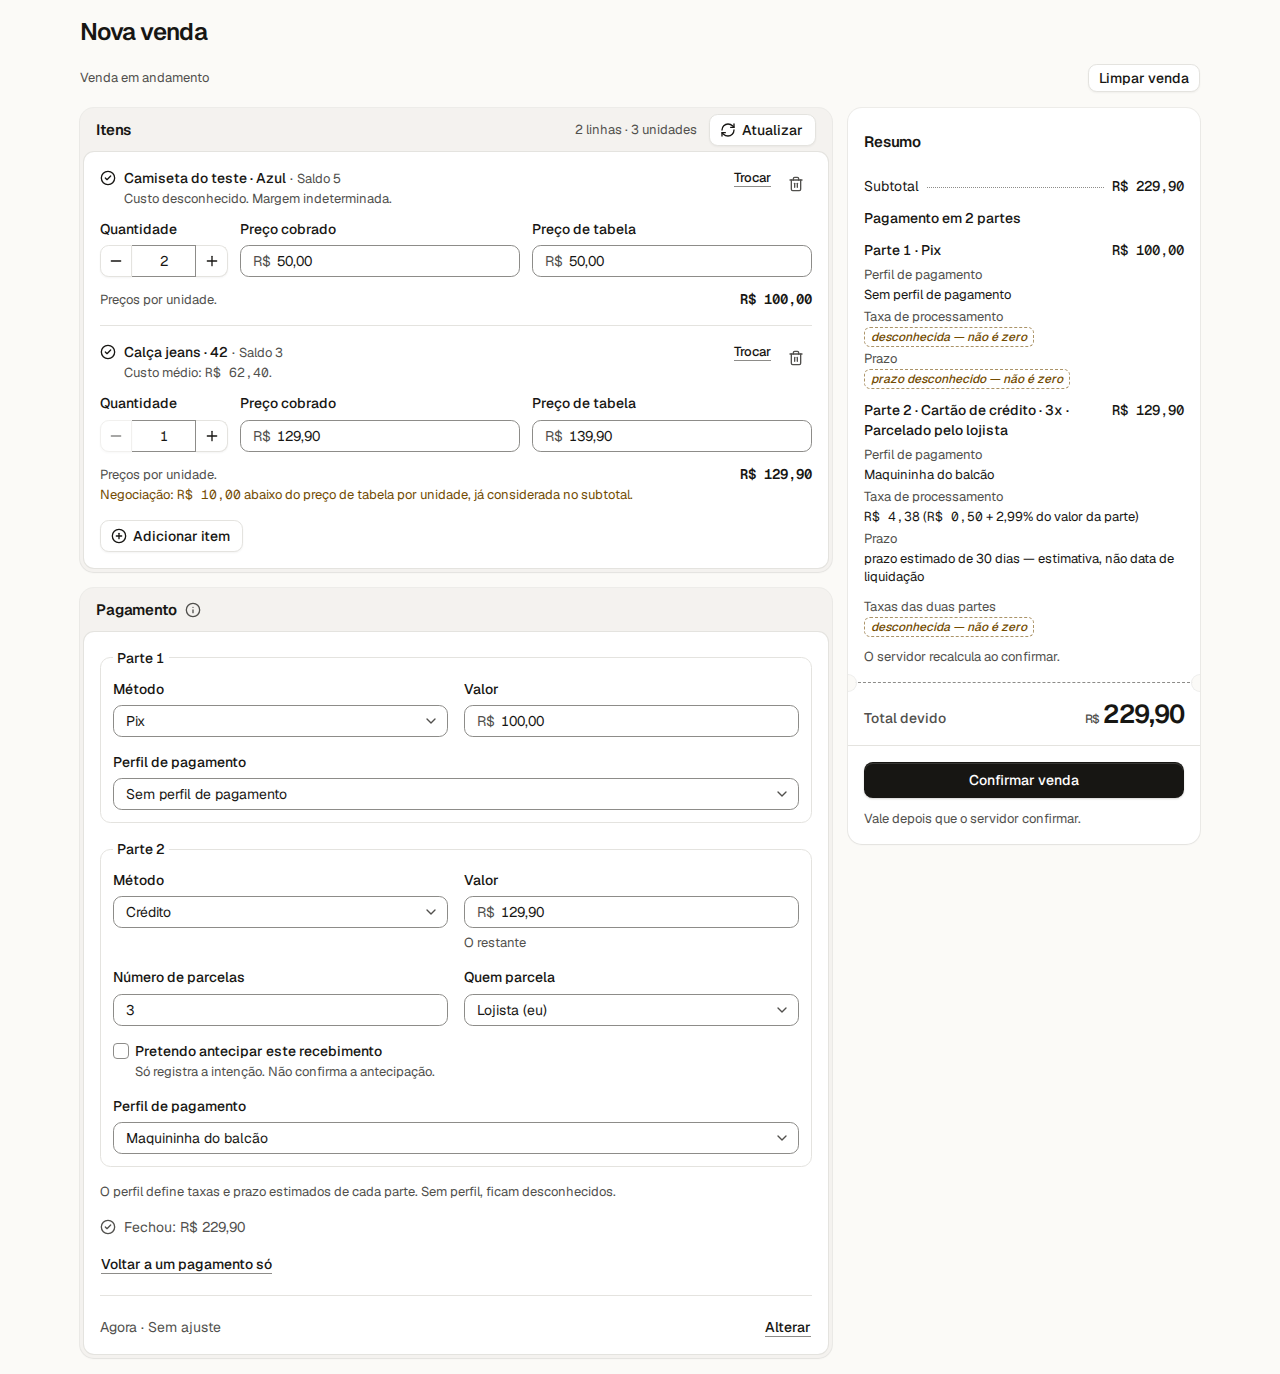 Nova venda
Venda em andamento
Limpar venda
Itens
2 linhas · 3 unidades
Atualizar
Camiseta do teste · Azul · Saldo 5
Trocar
Custo desconhecido. Margem indeterminada.
Quantidade
Preço cobrado
Preço de tabela
2
R$ 50,00
R$ 50,00
Preços por unidade.
R$ 100,00
Calça jeans · 42 · Saldo 3
Trocar
Custo médio: R$ 62,40.
Quantidade
Preço cobrado
Preço de tabela
1
R$ 129,90
R$ 139,90
Preços por unidade.
R$ 129,90
Negociação: R$ 10,00 abaixo do preço de tabela por unidade, já considerada no subtotal.
Adicionar item
Pagamento
Parte 1
Método
Valor
Pix
R$ 100,00
Perfil de pagamento
Sem perfil de pagamento
Parte 2
Método
Valor
Crédito
R$ 129,90
O restante
Número de parcelas
Quem parcela
3
Lojista (eu)
Pretendo antecipar este recebimento
Só registra a intenção. Não confirma a antecipação.
Perfil de pagamento
Maquininha do balcão
O perfil define taxas e prazo estimados de cada parte. Sem perfil, ficam desconhecidos.
Fechou: R$ 229,90
Voltar a um pagamento só
Agora · Sem ajuste
Alterar
Resumo
Subtotal
R$ 229,90
Pagamento em 2 partes
Parte 1 · Pix
R$ 100,00
Perfil de pagamento
Sem perfil de pagamento
Taxa de processamento
desconhecida — não é zero
Prazo
prazo desconhecido — não é zero
Parte 2 · Cartão de crédito · 3x ·
R$ 129,90
Parcelado pelo lojista
Perfil de pagamento
Maquininha do balcão
Taxa de processamento
R$ 4,38 (R$ 0,50 + 2,99% do valor da parte)
Prazo
prazo estimado de 30 dias — estimativa, não data de
liquidação
Taxas das duas partes
desconhecida — não é zero
O servidor recalcula ao confirmar.
Total devido
R$ 229,90
Confirmar venda
Vale depois que o servidor confirmar.